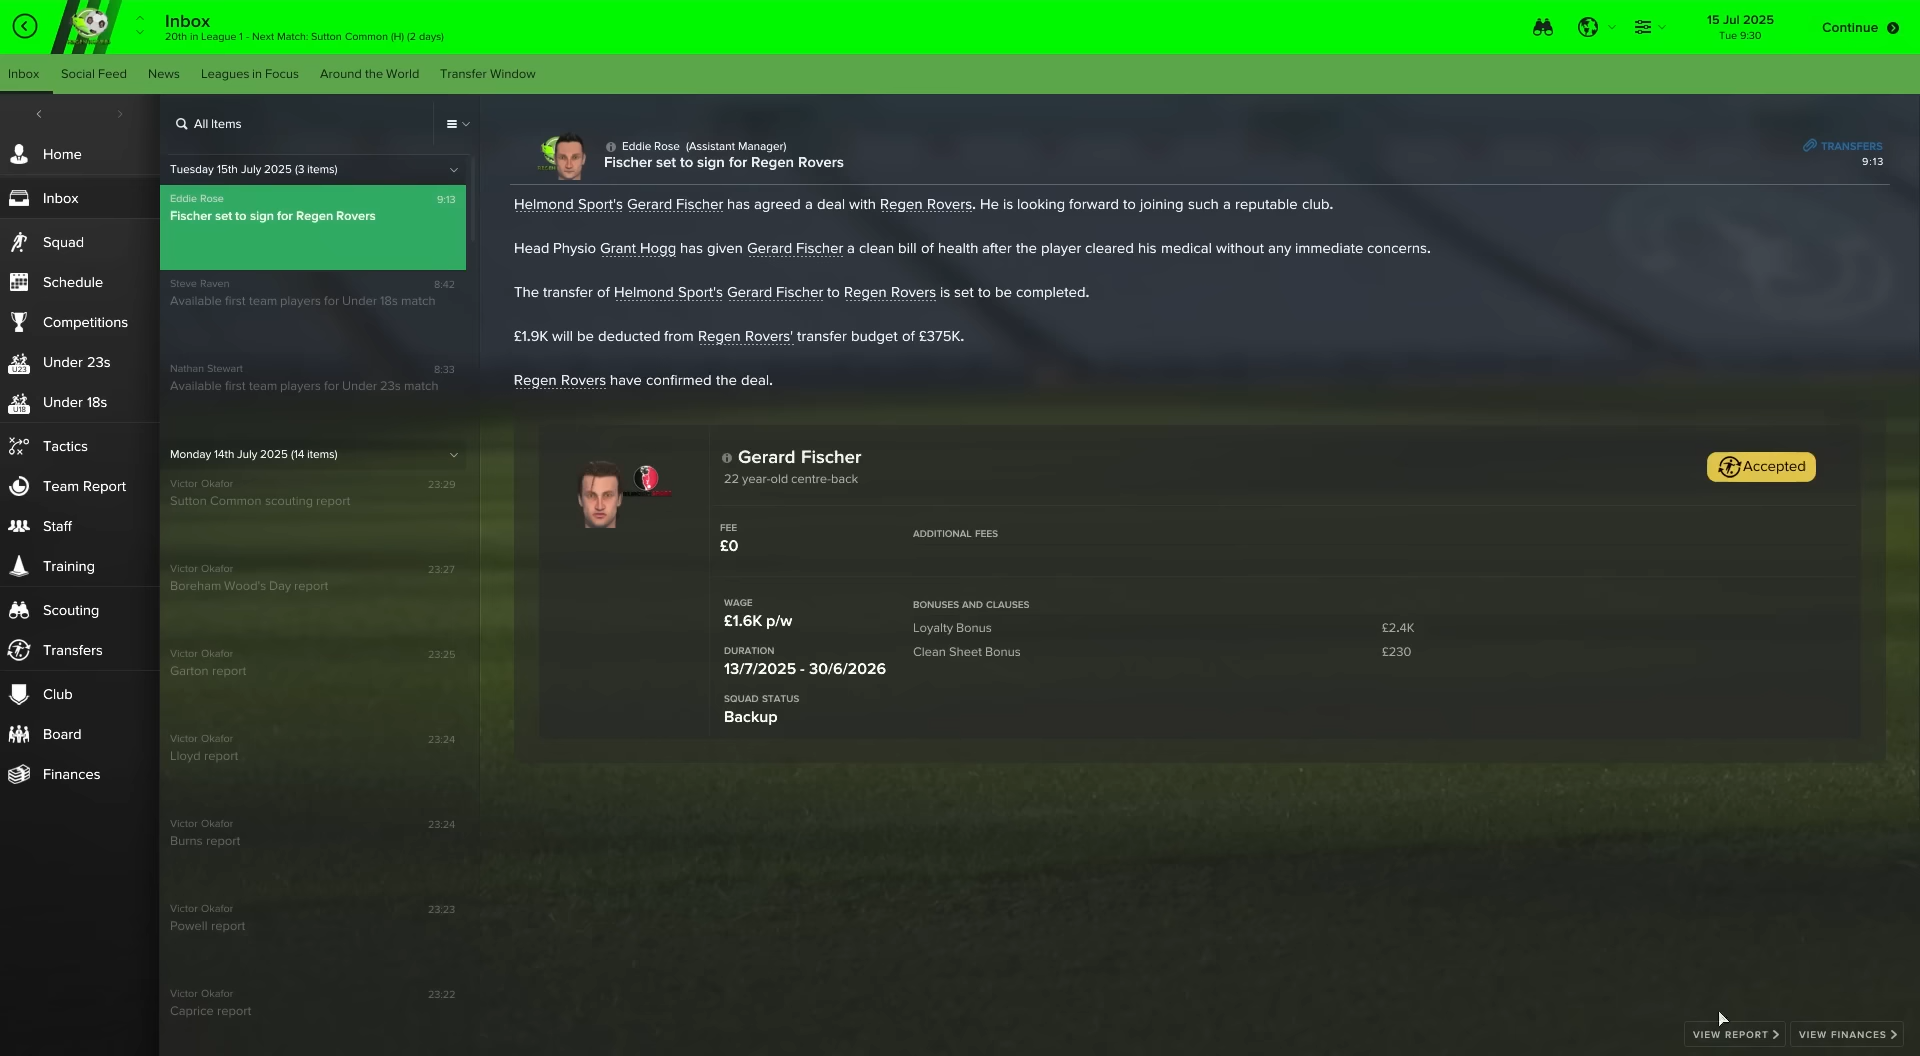 Inbox
20th in League 1 - Next Match: Sutton Common (H) (2 days)
15 Jul 2025
Tue 9:30
Continue
Inbox
Social Feed
News
Leagues in Focus
Around the World
Transfer Window
Home
Inbox
Squad
Schedule
Competitions
U23
Under 23s
U18
Under 18s
Tactics
Team Report
Staff
Training
Scouting
Transfers
Club
Board
Finances
All Items
Tuesday 15th July 2025 (3 items)
Eddie Rose 9:13
Fischer set to sign for Regen Rovers
Steve Raven 8:42
Available first team players for Under 18s match
Nathan Stewart 8:33
Available first team players for Under 23s match
Monday 14th July 2025 (14 items)
Victor Okafor 23:29
Sutton Common scouting report
Victor Okafor 23:27
Boreham Wood's Day report
Victor Okafor 23:25
Garton report
Victor Okafor 23:24
Lloyd report
Victor Okafor 23:24
Burns report
Victor Okafor 23:23
Powell report
Victor Okafor 23:22
Caprice report
Eddie Rose (Assistant Manager)
Fischer set to sign for Regen Rovers
TRANSFERS
9:13
Helmond Sport's Gerard Fischer has agreed a deal with Regen Rovers. He is looking forward to joining such a reputable club.
Head Physio Grant Hogg has given Gerard Fischer a clean bill of health after the player cleared his medical without any immediate concerns.
The transfer of Helmond Sport's Gerard Fischer to Regen Rovers is set to be completed.
£1.9K will be deducted from Regen Rovers' transfer budget of £375K.
Regen Rovers have confirmed the deal.
Gerard Fischer
22 year-old centre-back
Accepted
FEE
£0
ADDITIONAL FEES
WAGE
£1.6K p/w
DURATION
13/7/2025 - 30/6/2026
SQUAD STATUS
Backup
BONUSES AND CLAUSES
Loyalty Bonus £2.4K
Clean Sheet Bonus £230
VIEW REPORT
VIEW FINANCES